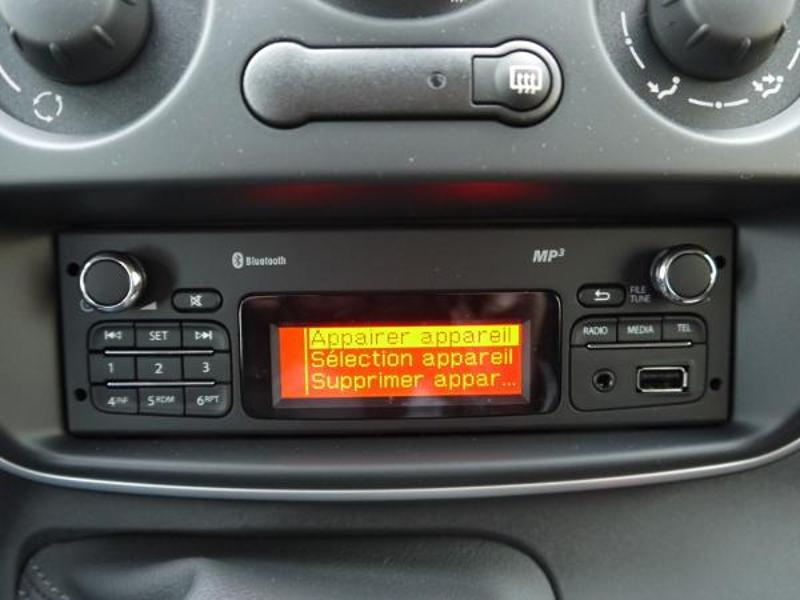 Bluetooth
MP3
FILE
TUNE
SET
RADIO
MEDIA
TEL
Appairer appareil
Sélection appareil
Supprimer appar...
1
2
3
4INF
5RDM
6RPT